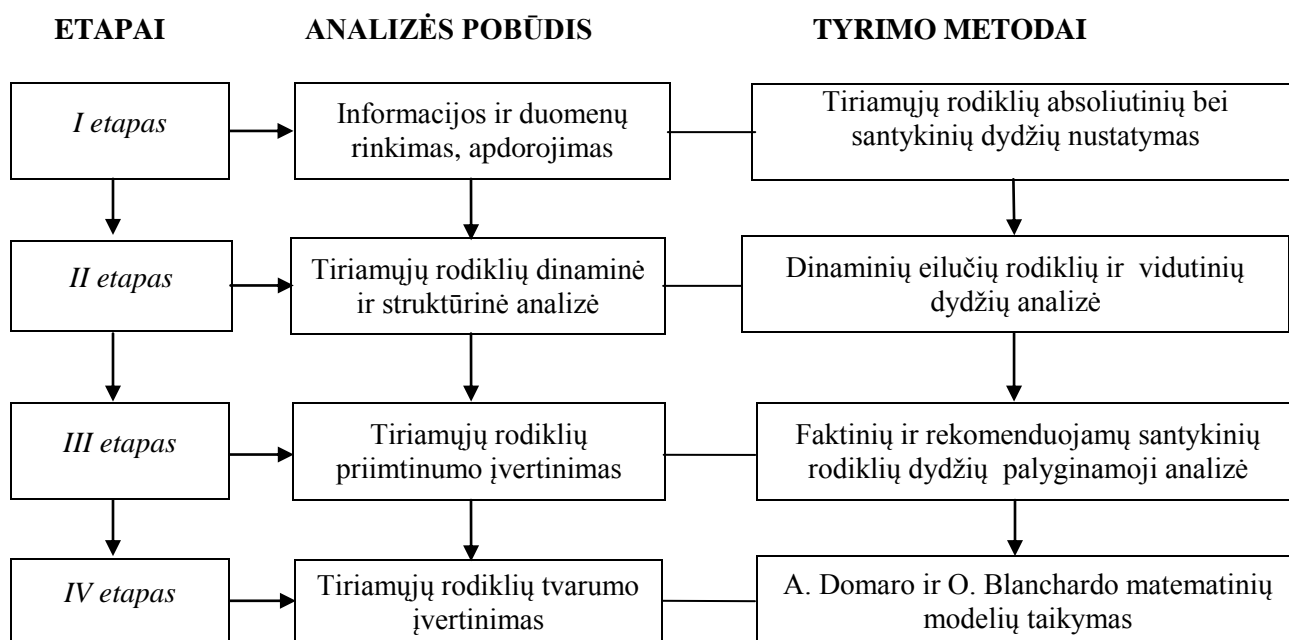 ETAPAI ANALIZĖS POBŪDIS TYRIMO METODAI
I etapas
Informacijos ir duomenų
rinkimas, apdorojimas
Tiriamųjų rodiklių absoliutinių bei
santykinių dydžių nustatymas
II etapas
Tiriamųjų rodiklių dinaminė
ir struktūrinė analizė
Dinaminių eilučių rodiklių ir vidutinių
dydžių analizė
III etapas
Tiriamųjų rodiklių
priimtinumo įvertinimas
Faktinių ir rekomenduojamų santykinių
rodiklių dydžių palyginamoji analizė
IV etapas
Tiriamųjų rodiklių tvarumo
įvertinimas
A. Domaro ir O. Blanchardo matematinių
modelių taikymas